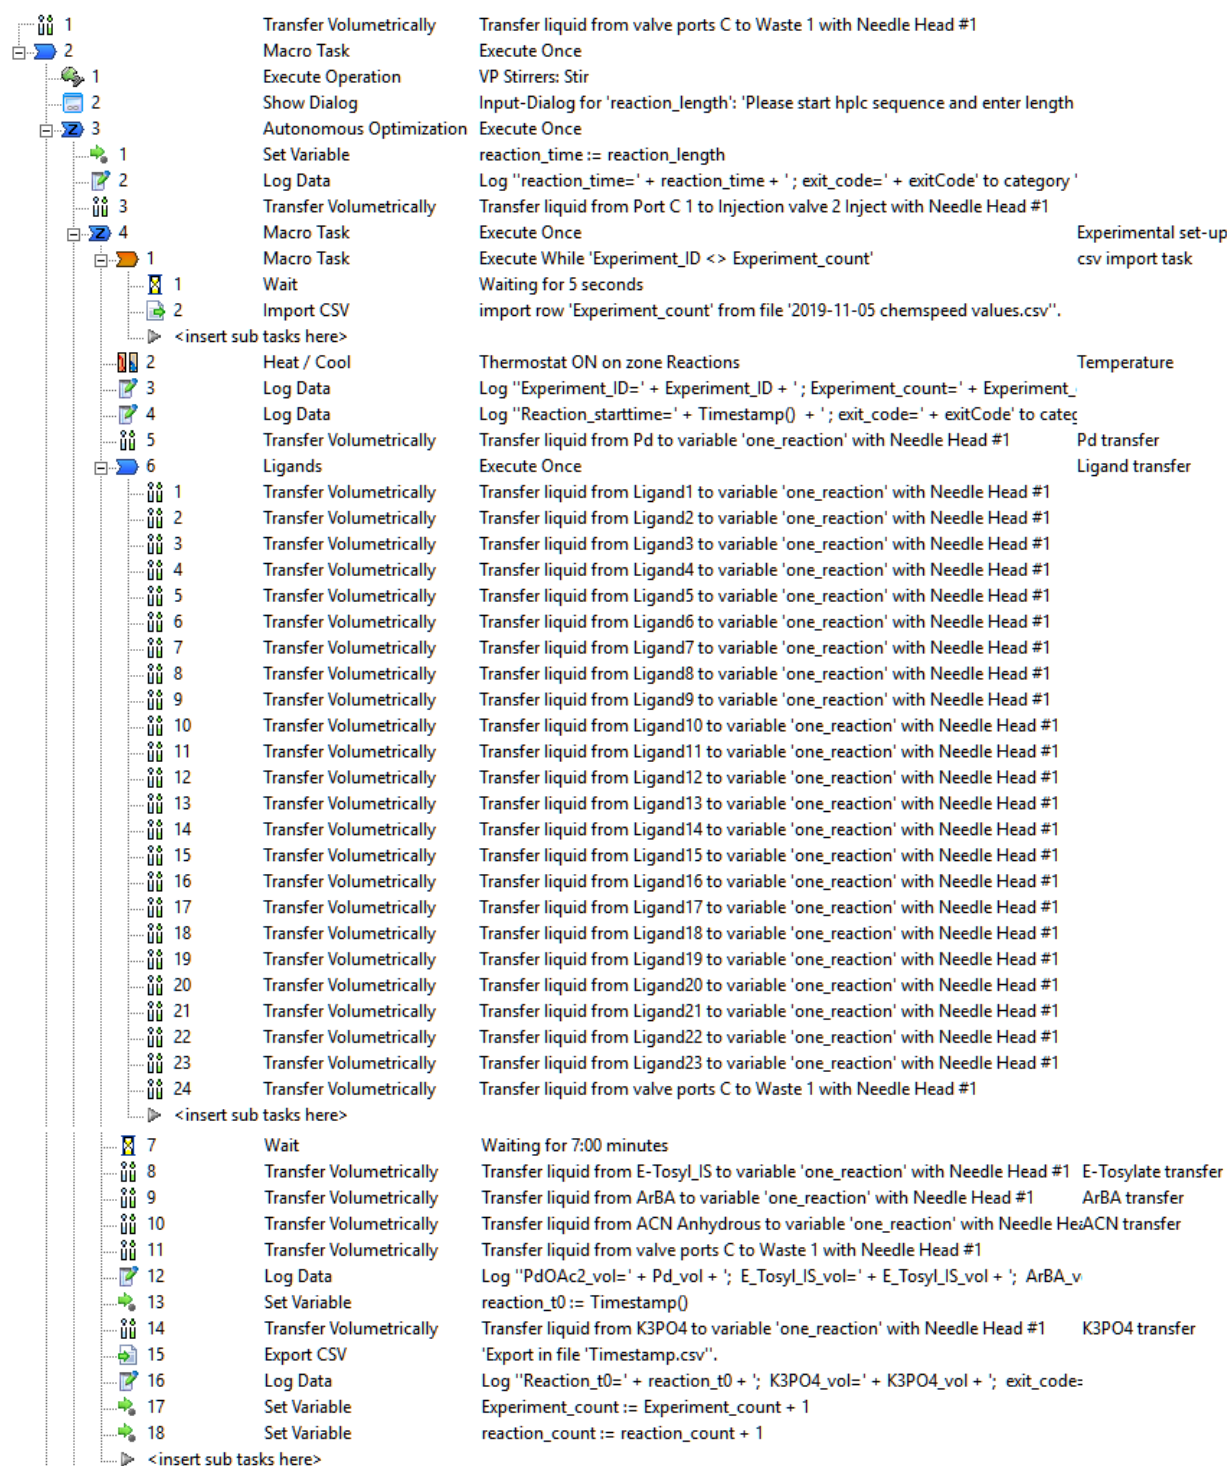 1 Transfer Volumetrically Transfer liquid from valve ports C to Waste 1 with Needle Head #1
2 Macro Task Execute Once
1 Execute Operation VP Stirrers: Stir
2 Show Dialog Input-Dialog for 'reaction_length': 'Please start hplc sequence and enter length
3 Autonomous Optimization Execute Once
1 Set Variable reaction_time := reaction_length
2 Log Data Log ''reaction_time=' + reaction_time + ' ; exit_code=' + exitCode' to category '
3 Transfer Volumetrically Transfer liquid from Port C 1 to Injection valve 2 Inject with Needle Head #1
4 Macro Task Execute Once Experimental set-up
1 Macro Task Execute While 'Experiment_ID <> Experiment_count' csv import task
1 Wait Waiting for 5 seconds
2 Import CSV import row 'Experiment_count' from file '2019-11-05 chemspeed values.csv''.
<insert sub tasks here>
2 Heat / Cool Thermostat ON on zone Reactions Temperature
3 Log Data Log ''Experiment_ID=' + Experiment_ID + ' ; Experiment_count=' + Experiment_
4 Log Data Log ''Reaction_starttime=' + Timestamp() + ' ; exit_code=' + exitCode' to categ
5 Transfer Volumetrically Transfer liquid from Pd to variable 'one_reaction' with Needle Head #1 Pd transfer
6 Ligands Execute Once Ligand transfer
1 Transfer Volumetrically Transfer liquid from Ligand1 to variable 'one_reaction' with Needle Head #1
2 Transfer Volumetrically Transfer liquid from Ligand2 to variable 'one_reaction' with Needle Head #1
3 Transfer Volumetrically Transfer liquid from Ligand3 to variable 'one_reaction' with Needle Head #1
4 Transfer Volumetrically Transfer liquid from Ligand4 to variable 'one_reaction' with Needle Head #1
5 Transfer Volumetrically Transfer liquid from Ligand5 to variable 'one_reaction' with Needle Head #1
6 Transfer Volumetrically Transfer liquid from Ligand6 to variable 'one_reaction' with Needle Head #1
7 Transfer Volumetrically Transfer liquid from Ligand7 to variable 'one_reaction' with Needle Head #1
8 Transfer Volumetrically Transfer liquid from Ligand8 to variable 'one_reaction' with Needle Head #1
9 Transfer Volumetrically Transfer liquid from Ligand9 to variable 'one_reaction' with Needle Head #1
10 Transfer Volumetrically Transfer liquid from Ligand10 to variable 'one_reaction' with Needle Head #1
11 Transfer Volumetrically Transfer liquid from Ligand11 to variable 'one_reaction' with Needle Head #1
12 Transfer Volumetrically Transfer liquid from Ligand12 to variable 'one_reaction' with Needle Head #1
13 Transfer Volumetrically Transfer liquid from Ligand13 to variable 'one_reaction' with Needle Head #1
14 Transfer Volumetrically Transfer liquid from Ligand14 to variable 'one_reaction' with Needle Head #1
15 Transfer Volumetrically Transfer liquid from Ligand15 to variable 'one_reaction' with Needle Head #1
16 Transfer Volumetrically Transfer liquid from Ligand16 to variable 'one_reaction' with Needle Head #1
17 Transfer Volumetrically Transfer liquid from Ligand17 to variable 'one_reaction' with Needle Head #1
18 Transfer Volumetrically Transfer liquid from Ligand18 to variable 'one_reaction' with Needle Head #1
19 Transfer Volumetrically Transfer liquid from Ligand19 to variable 'one_reaction' with Needle Head #1
20 Transfer Volumetrically Transfer liquid from Ligand20 to variable 'one_reaction' with Needle Head #1
21 Transfer Volumetrically Transfer liquid from Ligand21 to variable 'one_reaction' with Needle Head #1
22 Transfer Volumetrically Transfer liquid from Ligand22 to variable 'one_reaction' with Needle Head #1
23 Transfer Volumetrically Transfer liquid from Ligand23 to variable 'one_reaction' with Needle Head #1
24 Transfer Volumetrically Transfer liquid from valve ports C to Waste 1 with Needle Head #1
<insert sub tasks here>
7 Wait Waiting for 7:00 minutes
8 Transfer Volumetrically Transfer liquid from E-Tosyl_IS to variable 'one_reaction' with Needle Head #1 E-Tosylate transfer
9 Transfer Volumetrically Transfer liquid from ArBA to variable 'one_reaction' with Needle Head #1 ArBA transfer
10 Transfer Volumetrically Transfer liquid from ACN Anhydrous to variable 'one_reaction' with Needle Hea ACN transfer
11 Transfer Volumetrically Transfer liquid from valve ports C to Waste 1 with Needle Head #1
12 Log Data Log ''PdOAc2_vol=' + Pd_vol + '; E_Tosyl_IS_vol=' + E_Tosyl_IS_vol + '; ArBA_v
13 Set Variable reaction_t0 := Timestamp()
14 Transfer Volumetrically Transfer liquid from K3PO4 to variable 'one_reaction' with Needle Head #1 K3PO4 transfer
15 Export CSV 'Export in file 'Timestamp.csv''.
16 Log Data Log ''Reaction_t0=' + reaction_t0 + '; K3PO4_vol=' + K3PO4_vol + '; exit_code=
17 Set Variable Experiment_count := Experiment_count + 1
18 Set Variable reaction_count := reaction_count + 1
<insert sub tasks here>